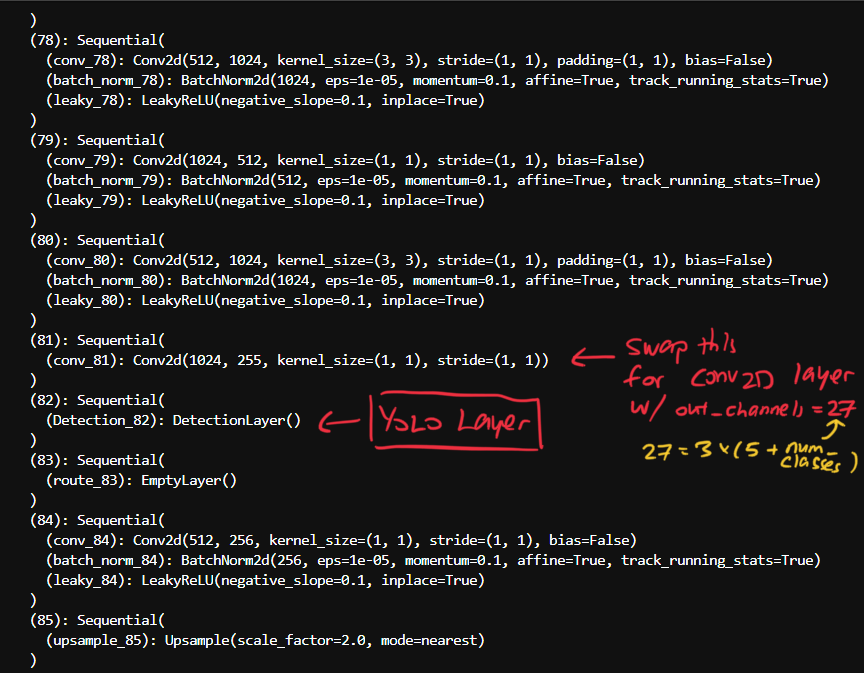 )
(78): Sequential(
(conv_78): Conv2d(512, 1024, kernel_size=(3, 3), stride=(1, 1), padding=(1, 1), bias=False)
(batch_norm_78): BatchNorm2d(1024, eps=1e-05, momentum=0.1, affine=True, track_running_stats=True)
(leaky_78): LeakyReLU(negative_slope=0.1, inplace=True)
)
(79): Sequential(
(conv_79): Conv2d(1024, 512, kernel_size=(1, 1), stride=(1, 1), bias=False)
(batch_norm_79): BatchNorm2d(512, eps=1e-05, momentum=0.1, affine=True, track_running_stats=True)
(leaky_79): LeakyReLU(negative_slope=0.1, inplace=True)
)
(80): Sequential(
(conv_80): Conv2d(512, 1024, kernel_size=(3, 3), stride=(1, 1), padding=(1, 1), bias=False)
(batch_norm_80): BatchNorm2d(1024, eps=1e-05, momentum=0.1, affine=True, track_running_stats=True)
(leaky_80): LeakyReLU(negative_slope=0.1, inplace=True)
)
(81): Sequential(
(conv_81): Conv2d(1024, 255, kernel_size=(1, 1), stride=(1, 1))
)
swap this
for Conv2D layer
w/ out_channels = 27
27 = 3 × (5 + num_
classes)
(82): Sequential(
(Detection_82): DetectionLayer()
)
YOLO Layer
(83): Sequential(
(route_83): EmptyLayer()
)
(84): Sequential(
(conv_84): Conv2d(512, 256, kernel_size=(1, 1), stride=(1, 1), bias=False)
(batch_norm_84): BatchNorm2d(256, eps=1e-05, momentum=0.1, affine=True, track_running_stats=True)
(leaky_84): LeakyReLU(negative_slope=0.1, inplace=True)
)
(85): Sequential(
(upsample_85): Upsample(scale_factor=2.0, mode=nearest)
)